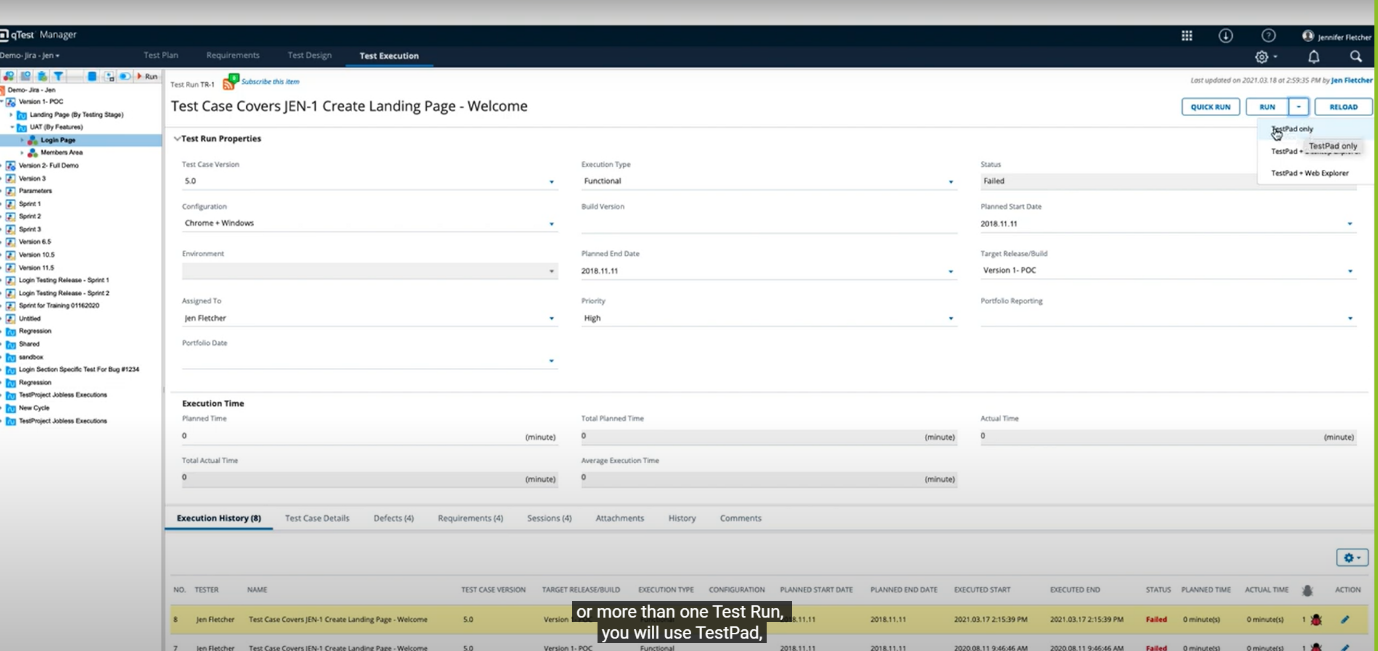 qTest Manager
Jennifer Fletcher
Demo- Jira - Jen
Test Plan Requirements Test Design Test Execution
Run
Demo- Jira - Jen
Version 1- POC
Landing Page (By Testing Stage)
UAT (By Features)
Login Page
Members Area
Version 2- Full Demo
Version 3
Parameters
Sprint 1
Sprint 2
Sprint 3
Version 6.5
Version 10.5
Version 11.5
Login Testing Release - Sprint 1
Login Testing Release - Sprint 2
Sprint for Training 01162020
Untitled
Regression
Shared
sandbox
Login Section Specific Test For Bug #1234
Regression
TestProject Jobless Executions
New Cycle
TestProject Jobless Executions
Test Run TR-1 Subscribe this item
Last updated on 2021.03.18 at 2:59:35 PM by Jen Fletcher
Test Case Covers JEN-1 Create Landing Page - Welcome
QUICK RUN RUN RELOAD
TestPad only
TestPad only
TestPad +
TestPad + Web Explorer
Test Run Properties
Test Case Version Execution Type Status
5.0 Functional Failed
Configuration Build Version Planned Start Date
Chrome + Windows 2018.11.11
Environment Planned End Date Target Release/Build
2018.11.11 Version 1- POC
Assigned To Priority Portfolio Reporting
Jen Fletcher High
Portfolio Date
Execution Time
Planned Time Total Planned Time Actual Time
0 (minute) 0 (minute) 0 (minute)
Total Actual Time Average Execution Time
0 (minute) 0 (minute)
Execution History (8) Test Case Details Defects (4) Requirements (4) Sessions (4) Attachments History Comments
NO. TESTER NAME TEST CASE VERSION TARGET RELEASE/BUILD EXECUTION TYPE CONFIGURATION PLANNED START DATE PLANNED END DATE EXECUTED START EXECUTED END STATUS PLANNED TIME ACTUAL TIME ACTION
8 Jen Fletcher Test Case Covers JEN-1 Create Landing Page - Welcome 5.0 Version 2018.11.11 2021.03.17 2:15:39 PM 2021.03.17 2:15:39 PM Failed 0 minute(s) 0 minute(s) 1
7 Jen Fletcher Test Case Covers JEN-1 Create Landing Page - Welcome 5.0 Version 1- POC Functional 2018.11.11 2018.11.11 2020.08.11 9:46:46 AM 2020.08.11 9:46:46 AM Failed 0 minute(s) 0 minute(s) 1
or more than one Test Run,
you will use TestPad,